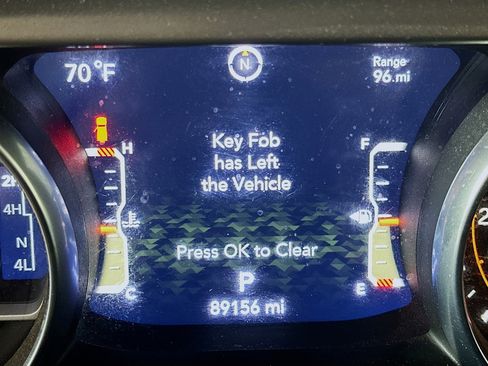 70°F
N
Range
96 mi
H
F
Key Fob
has Left
the Vehicle
4H
N
4L
Press OK to Clear
C
P
E
89156 mi